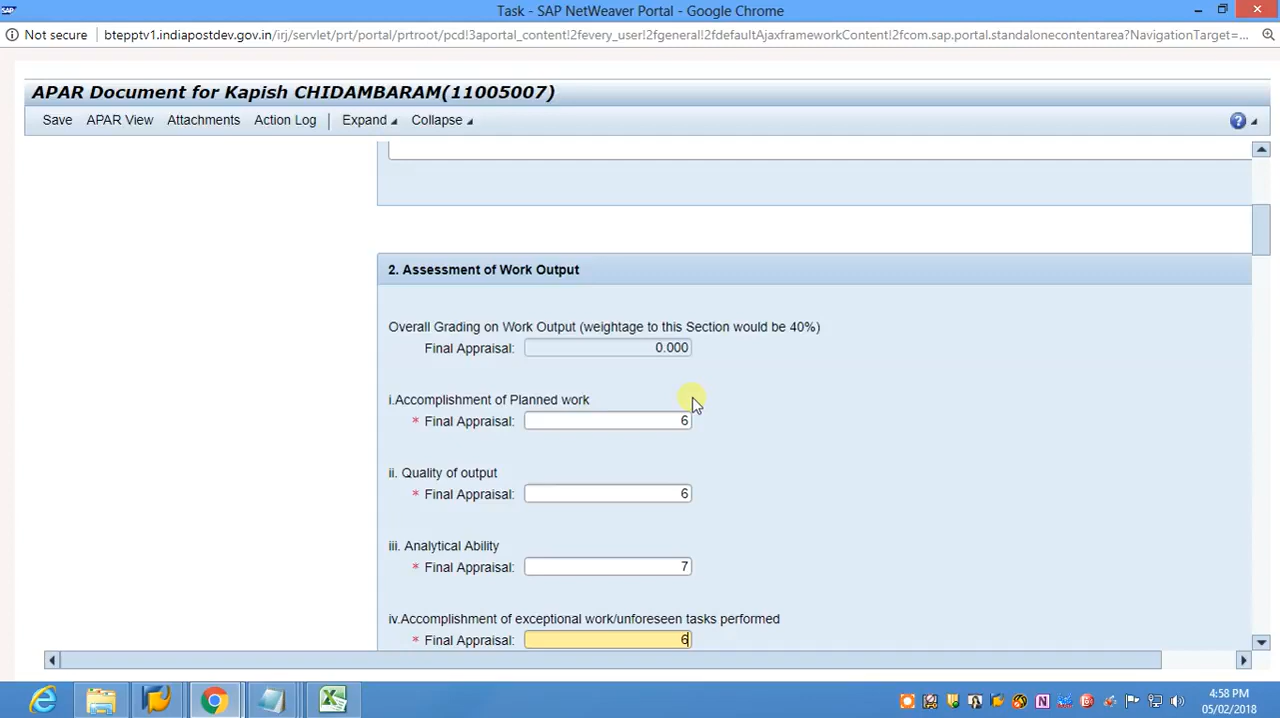 Task - SAP NetWeaver Portal - Google Chrome
Not secure | btepptv1.indiapostdev.gov.in/irj/servlet/prt/portal/prtroot/pcd!3aportal_content!2fevery_user!2fgeneral!2fdefaultAjaxframeworkContent!2fcom.sap.portal.standalonecontentarea?NavigationTarget=...
APAR Document for Kapish CHIDAMBARAM(11005007)
Save APAR View Attachments Action Log | Expand Collapse
2. Assessment of Work Output
Overall Grading on Work Output (weightage to this Section would be 40%)
Final Appraisal: 0.000
i.Accomplishment of Planned work
* Final Appraisal: 6
ii. Quality of output
* Final Appraisal: 6
iii. Analytical Ability
* Final Appraisal: 7
iv.Accomplishment of exceptional work/unforeseen tasks performed
* Final Appraisal: 6
4:58 PM
05/02/2018